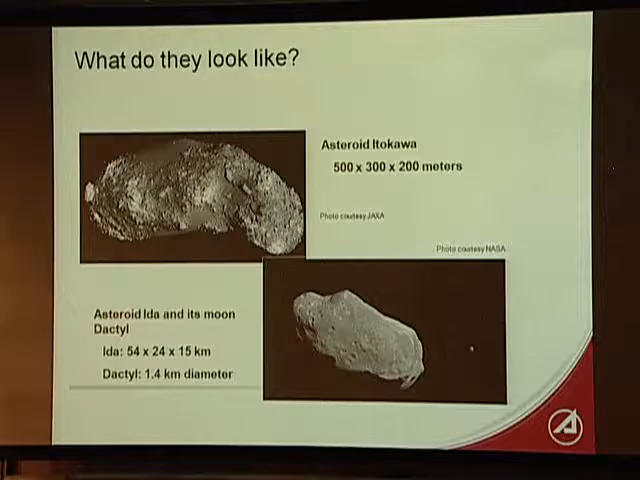 What do they look like?
Asteroid Itokawa
500 x 300 x 200 meters
Photo courtesy JAXA
Photo courtesy NASA
Asteroid Ida and its moon
Dactyl
Ida: 54 x 24 x 15 km
Dactyl: 1.4 km diameter